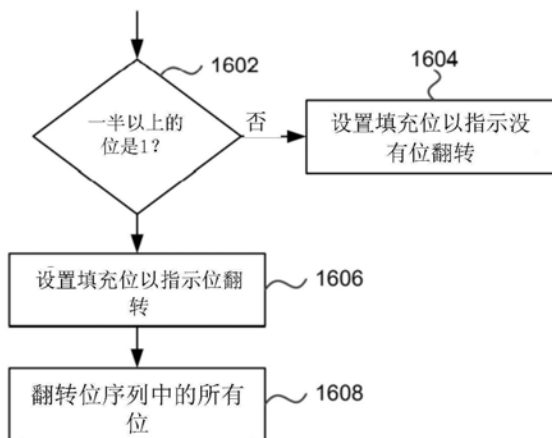 1602
一半以上的
位是1?
否
1604
设置填充位以指示没
有位翻转
设置填充位以指示位翻
转
1606
翻转位序列中的所有
位
1608